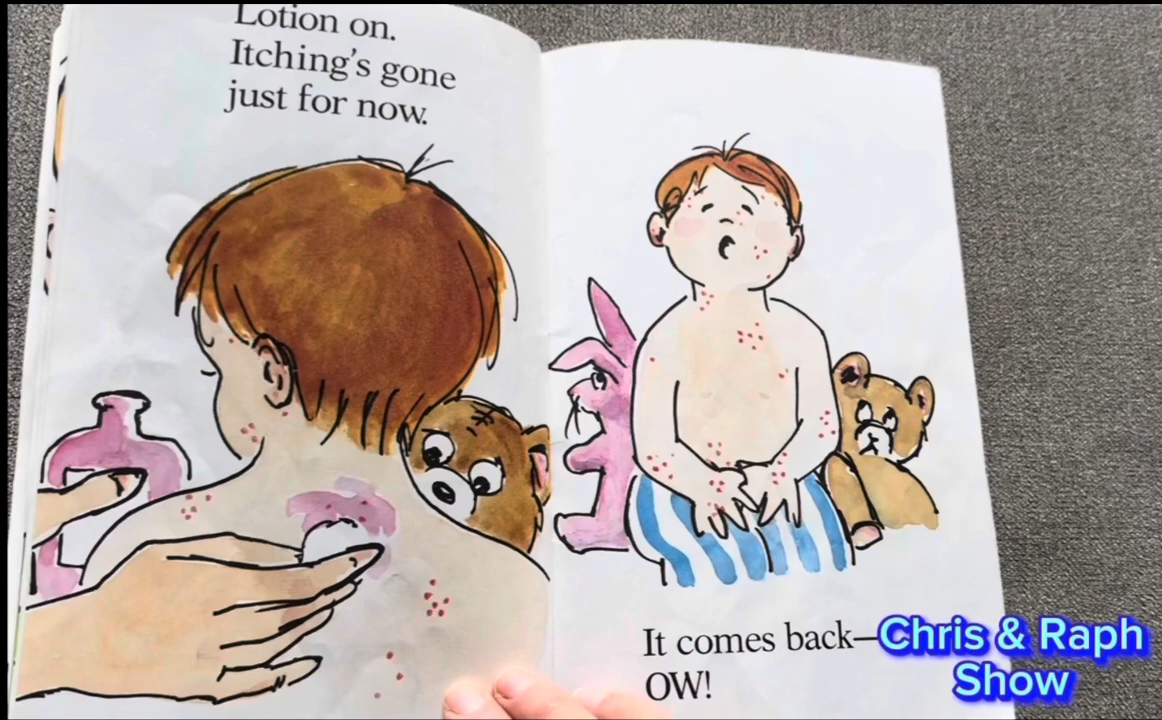 Lotion on.
Itching's gone
just for now.
It comes back—
OW!
Chris & Raph
Show